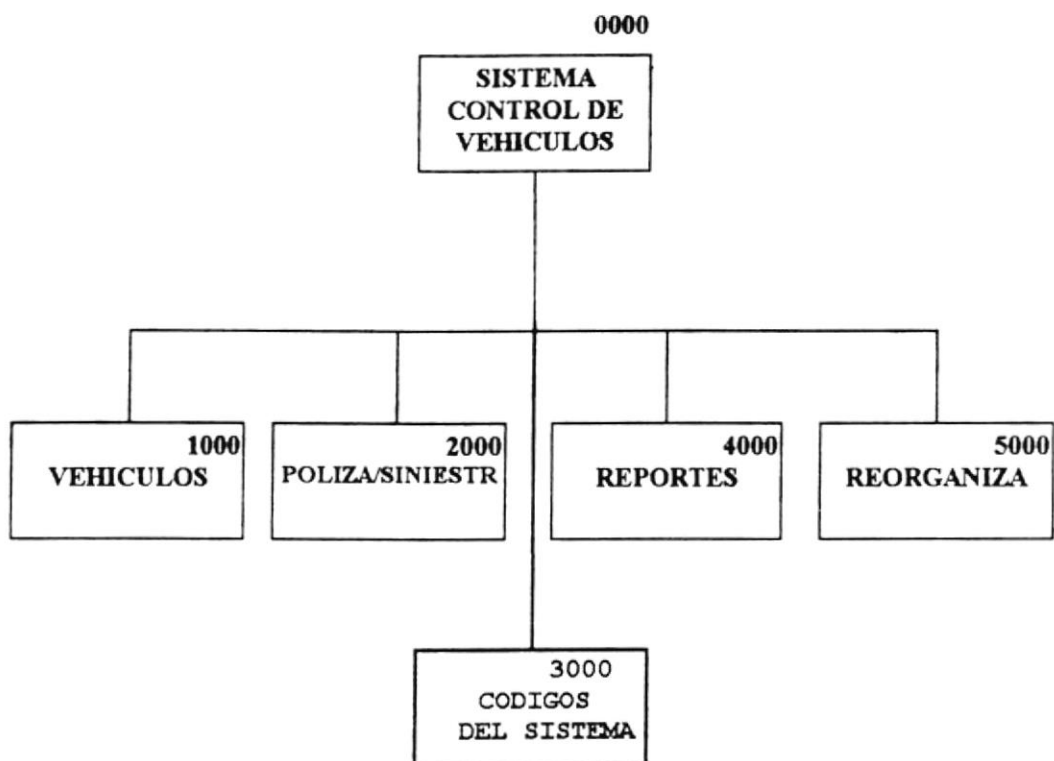 0000
SISTEMA
CONTROL DE
VEHICULOS
1000
VEHICULOS
2000
POLIZA/SINIESTR
4000
REPORTES
5000
REORGANIZA
3000
CODIGOS
DEL SISTEMA